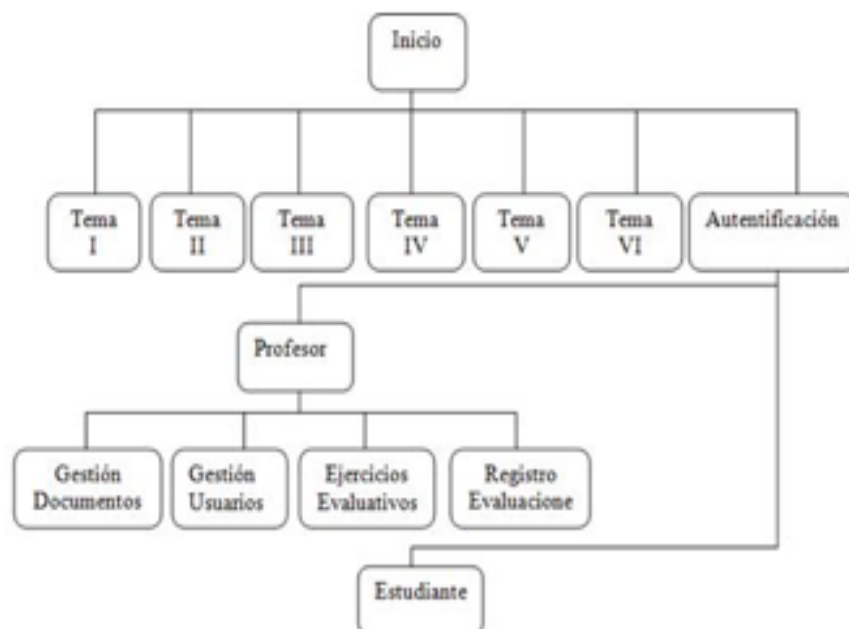 Inicio
Tema
I
Tema
II
Tema
III
Tema
IV
Tema
V
Tema
VI
Autentificación
Profesor
Gestión
Documentos
Gestión
Usuarios
Ejercicios
Evaluativos
Registro
Evaluacione
Estudiante